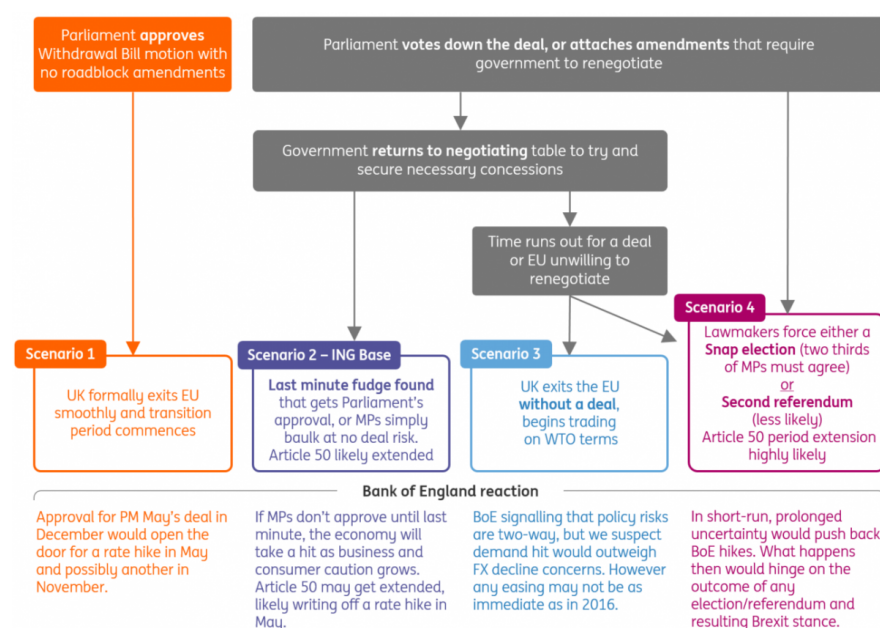 Parliament approves
Withdrawal Bill motion with
no roadblock amendments
Parliament votes down the deal, or attaches amendments that require
government to renegotiate
Government returns to negotiating table to try and
secure necessary concessions
Time runs out for a deal
or EU unwilling to
renegotiate
Scenario 1
UK formally exits EU
smoothly and transition
period commences
Scenario 2 – ING Base
Last minute fudge found
that gets Parliament's
approval, or MPs simply
baulk at no deal risk.
Article 50 likely extended
Scenario 3
UK exits the EU
without a deal,
begins trading
on WTO terms
Scenario 4
Lawmakers force either a
Snap election (two thirds
of MPs must agree)
or
Second referendum
(less likely)
Article 50 period extension
highly likely
Bank of England reaction
Approval for PM May's deal in
December would open the
door for a rate hike in May
and possibly another in
November.
If MPs don't approve until last
minute, the economy will
take a hit as business and
consumer caution grows.
Article 50 may get extended,
likely writing off a rate hike in
May.
BoE signalling that policy risks
are two-way, but we suspect
demand hit would outweigh
FX decline concerns. However
any easing may not be as
immediate as in 2016.
In short-run, prolonged
uncertainty would push back
BoE hikes. What happens
then would hinge on the
outcome of any
election/referendum and
resulting Brexit stance.